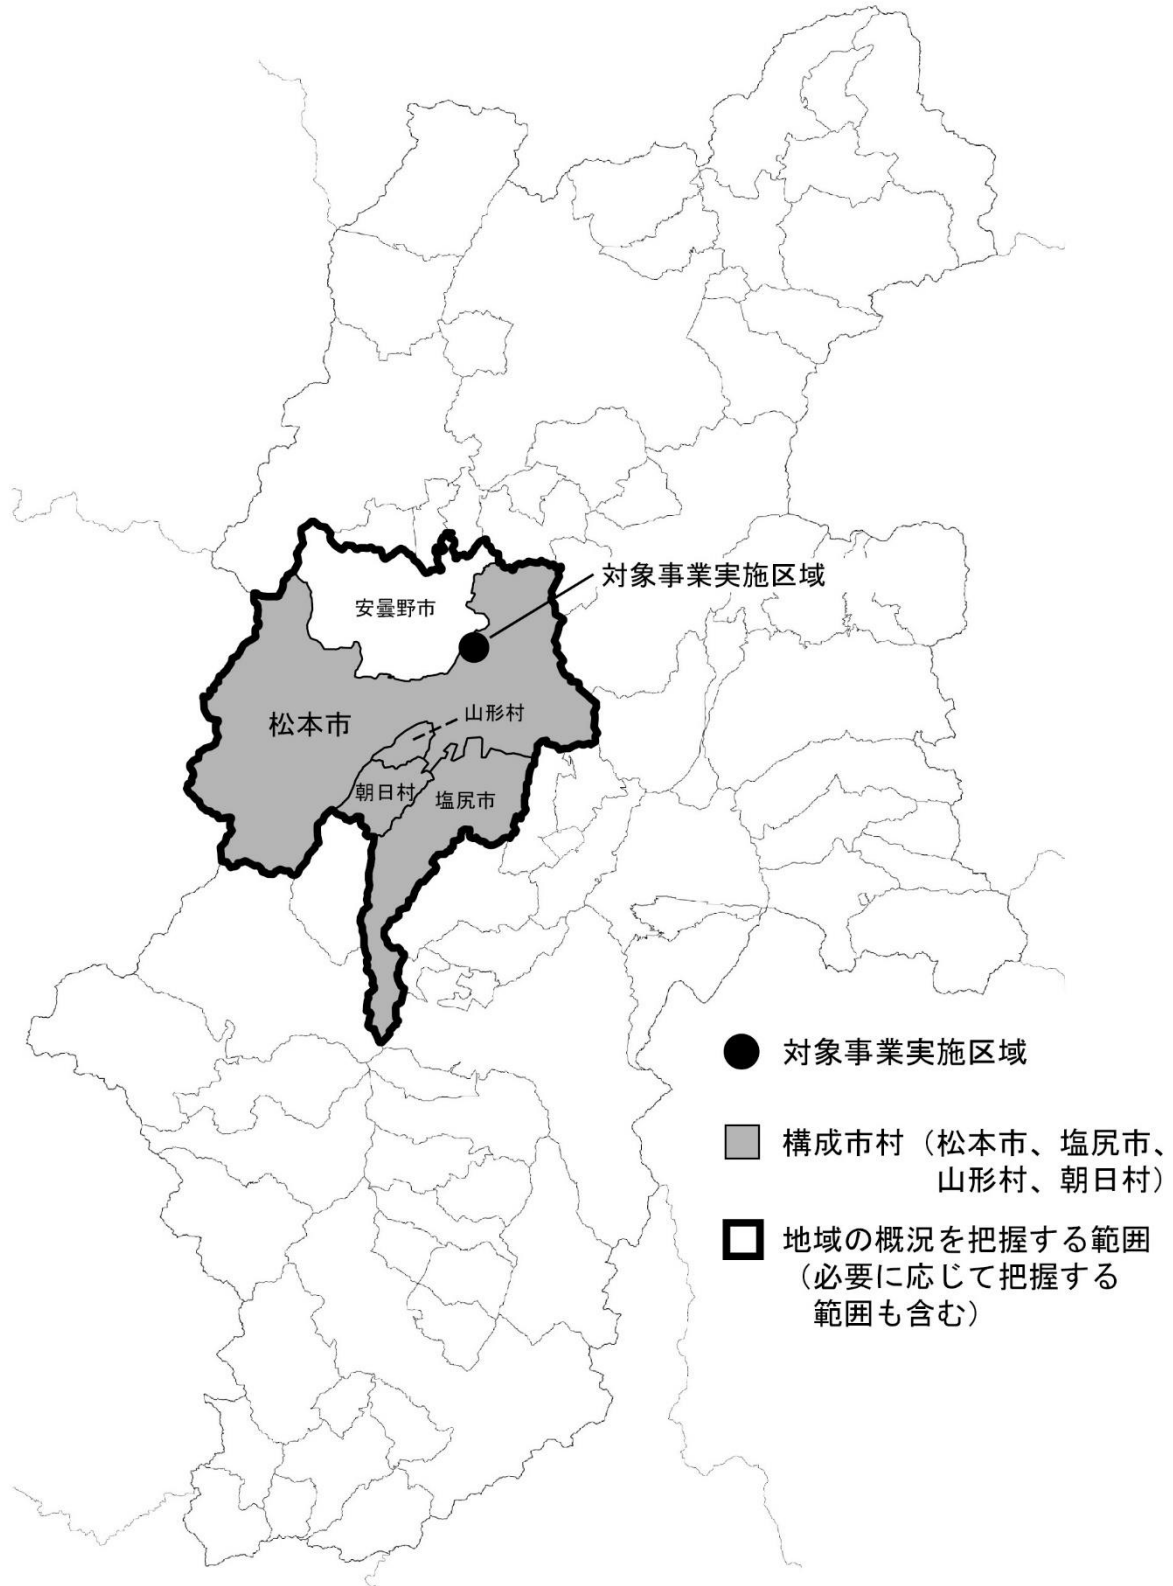 対象事業実施区域
安曇野市
山形村
松本市
朝日村
塩尻市
対象事業実施区域
構成市村（松本市、塩尻市、
山形村、朝日村）
地域の概況を把握する範囲
（必要に応じて把握する
範囲も含む）